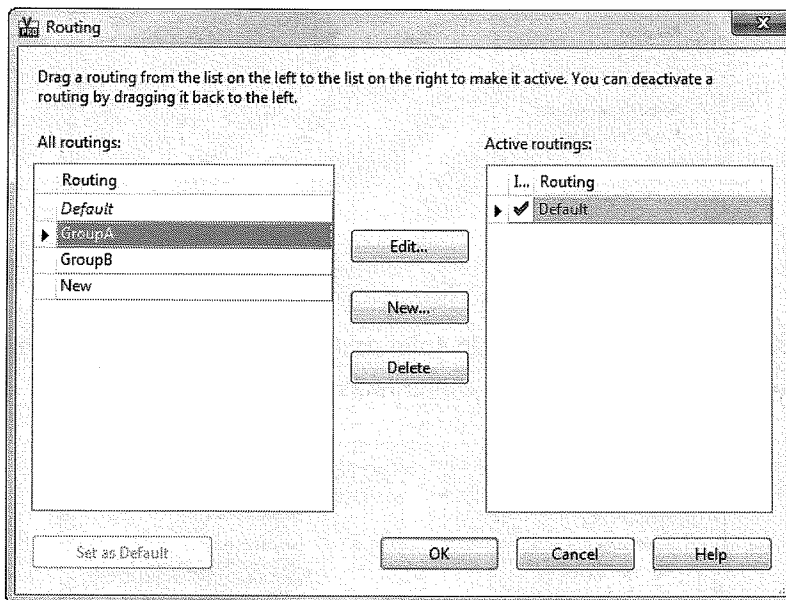 V
PRO
Routing
Drag a routing from the list on the left to the list on the right to make it active. You can deactivate a
routing by dragging it back to the left.
All routings:
Active routings:
Routing
I... Routing
Default
Default
GroupA
GroupB
New
Edit...
New...
Delete
Set as Default
OK
Cancel
Help